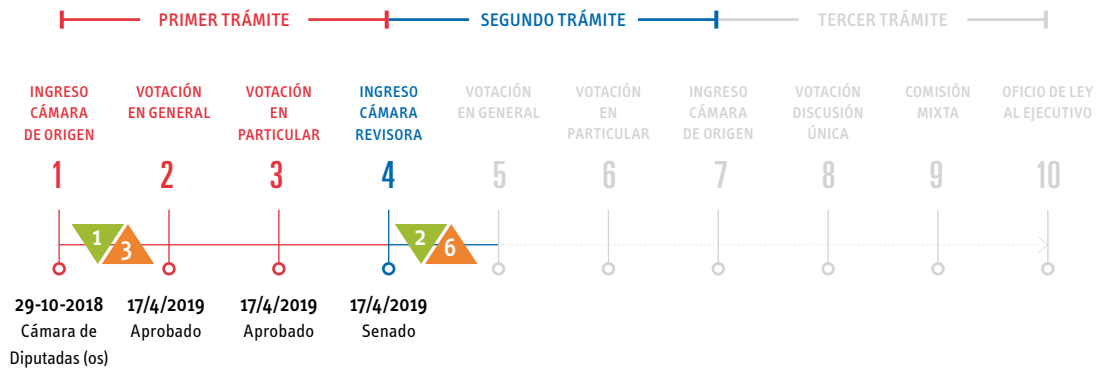 PRIMER TRÁMITE
SEGUNDO TRÁMITE
TERCER TRÁMITE
INGRESO
CÁMARA
DE ORIGEN
VOTACIÓN
EN GENERAL
VOTACIÓN
EN
PARTICULAR
INGRESO
CÁMARA
REVISORA
VOTACIÓN
EN GENERAL
VOTACIÓN
EN
PARTICULAR
INGRESO
CÁMARA
DE ORIGEN
VOTACIÓN
DISCUSIÓN
ÚNICA
COMISIÓN
MIXTA
OFICIO DE LEY
AL EJECUTIVO
1
2
3
4
5
6
7
8
9
10
1
3
2
6
29-10-2018
Cámara de
Diputadas (os)
17/4/2019
Aprobado
17/4/2019
Aprobado
17/4/2019
Senado